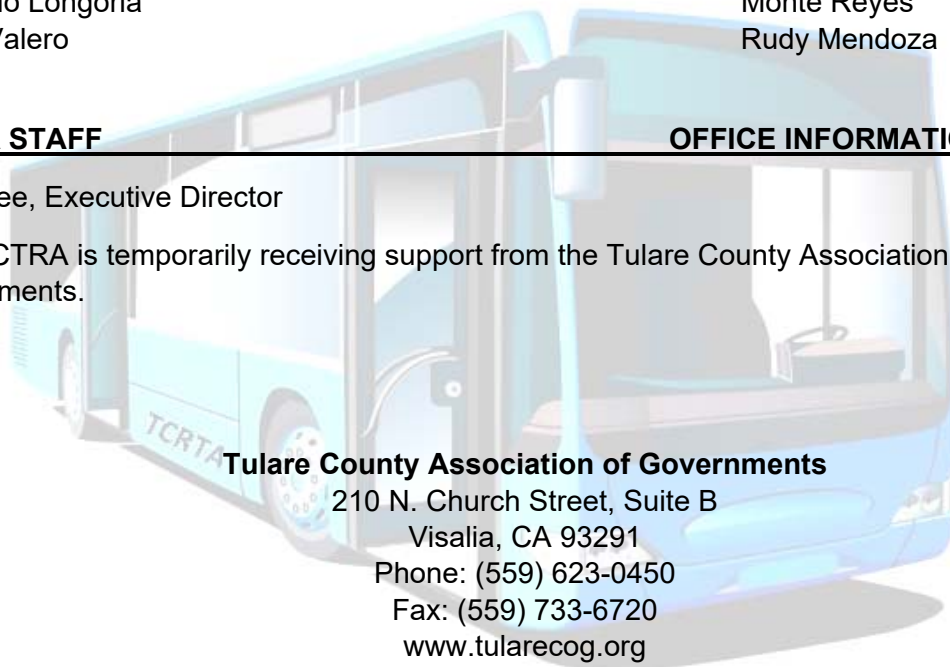 Longoria
Monte Reyes
Valero
Rudy Mendoza
STAFF
OFFICE INFORMATIO
ee, Executive Director
CTRA is temporarily receiving support from the Tulare County Association
ments.
TCRTA
Tulare County Association of Governments
210 N. Church Street, Suite B
Visalia, CA 93291
Phone: (559) 623-0450
Fax: (559) 733-6720
www.tularecog.org